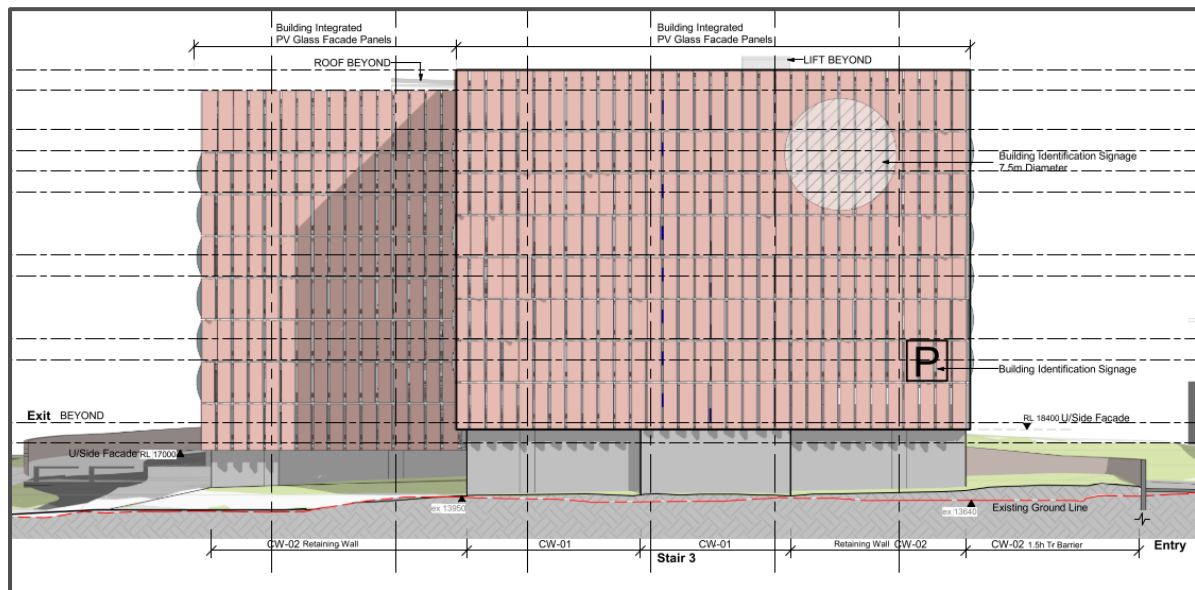 Building Integrated
PV Glass Facade Panels
Building Integrated
PV Glass Facade Panels
ROOF BEYOND
LIFT BEYOND
Building Identification Signage
7.5m Diameter
P
Building Identification Signage
Exit BEYOND
RL 18400 U/Side Facade
U/Side Facade RL 17000
ex 13950
ex 13640
Existing Ground Line
CW-02 Retaining Wall
CW-01
CW-01
Retaining Wall CW-02
CW-02 1.5h Tr Barrier
Entry
Stair 3